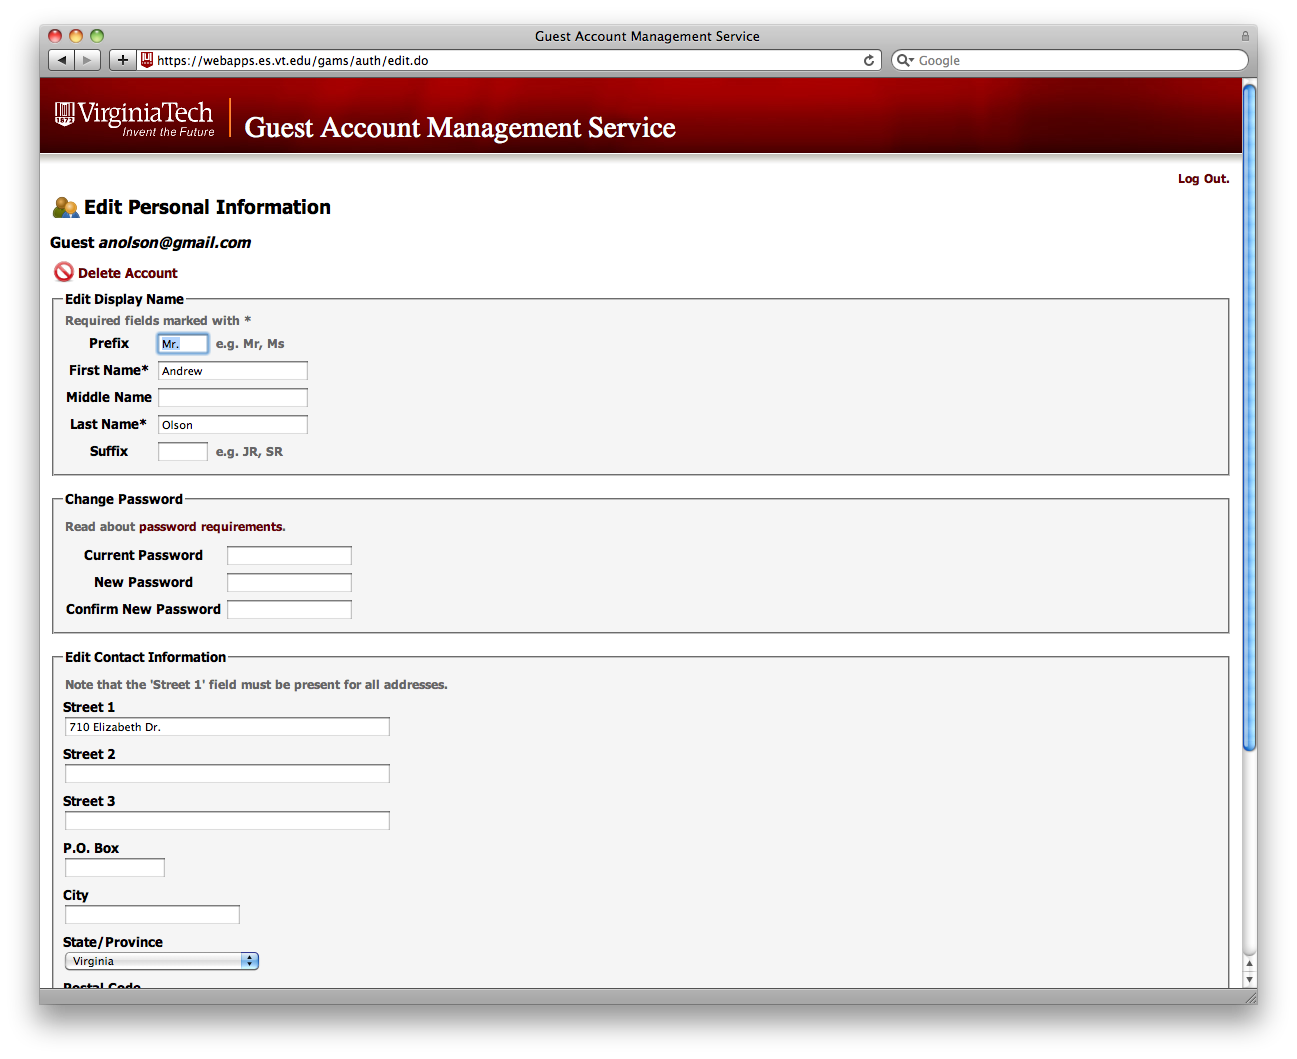 Guest Account Management Service
https://webapps.es.vt.edu/gams/auth/edit.do
Google
VirginiaTech
1872
Invent the Future
Guest Account Management Service
Log Out.
Edit Personal Information
Guest anolson@gmail.com
Delete Account
Edit Display Name
Required fields marked with *
Prefix Mr. e.g. Mr, Ms
First Name* Andrew
Middle Name
Last Name* Olson
Suffix e.g. JR, SR
Change Password
Read about password requirements.
Current Password
New Password
Confirm New Password
Edit Contact Information
Note that the 'Street 1' field must be present for all addresses.
Street 1
710 Elizabeth Dr.
Street 2
Street 3
P.O. Box
City
State/Province
Virginia
Postal Code